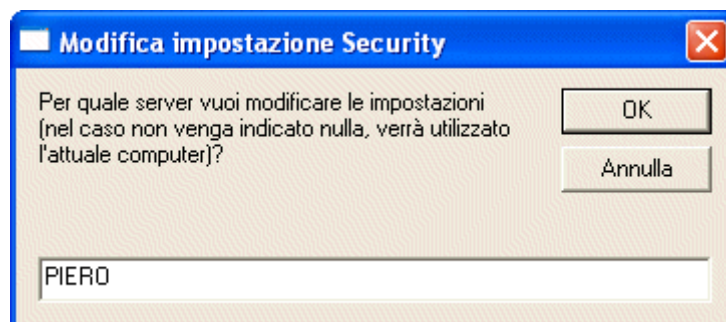 Modifica impostazione Security
Per quale server vuoi modificare le impostazioni
(nel caso non venga indicato nulla, verrà utilizzato
l'attuale computer)?
OK
Annulla
PIERO